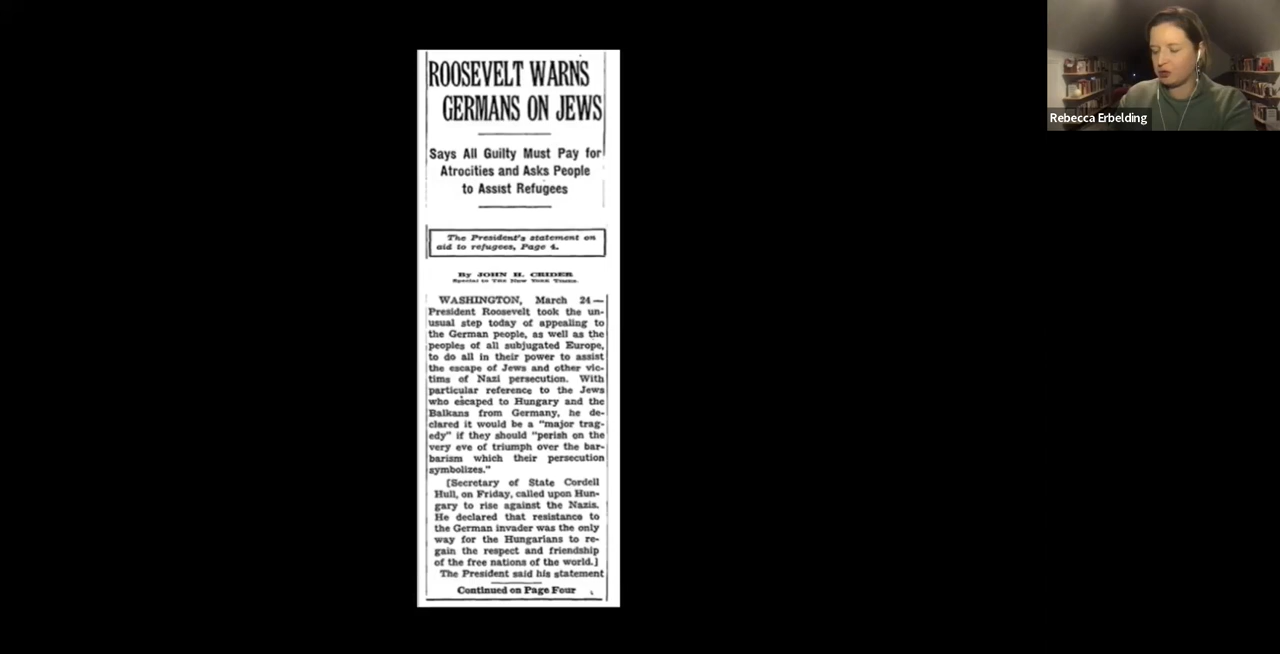 ROOSEVELT WARNS
GERMANS ON JEWS
Says All Guilty Must Pay for
Atrocities and Asks People
to Assist Refugees
The President's statement on
aid to refugees, Page 4.
By JOHN H. CRIDER
Special to THE NEW YORK TIMES.
WASHINGTON, March 24—
President Roosevelt took the un-
usual step today of appealing to
the German people, as well as the
peoples of all subjugated Europe,
to do all in their power to assist
the escape of Jews and other vic-
tims of Nazi persecution. With
particular reference to the Jews
who escaped to Hungary and the
Balkans from Germany, he de-
clared it would be a "major trag-
edy" if they should "perish on the
very eve of triumph over the bar-
barism which their persecution
symbolizes."
[Secretary of State Cordell
Hull, on Friday, called upon Hun-
gary to rise against the Nazis.
He declared that resistance to
the German invader was the only
way for the Hungarians to re-
gain the respect and friendship
of the free nations of the world.]
The President said his statement
Continued on Page Four
Rebecca Erbelding